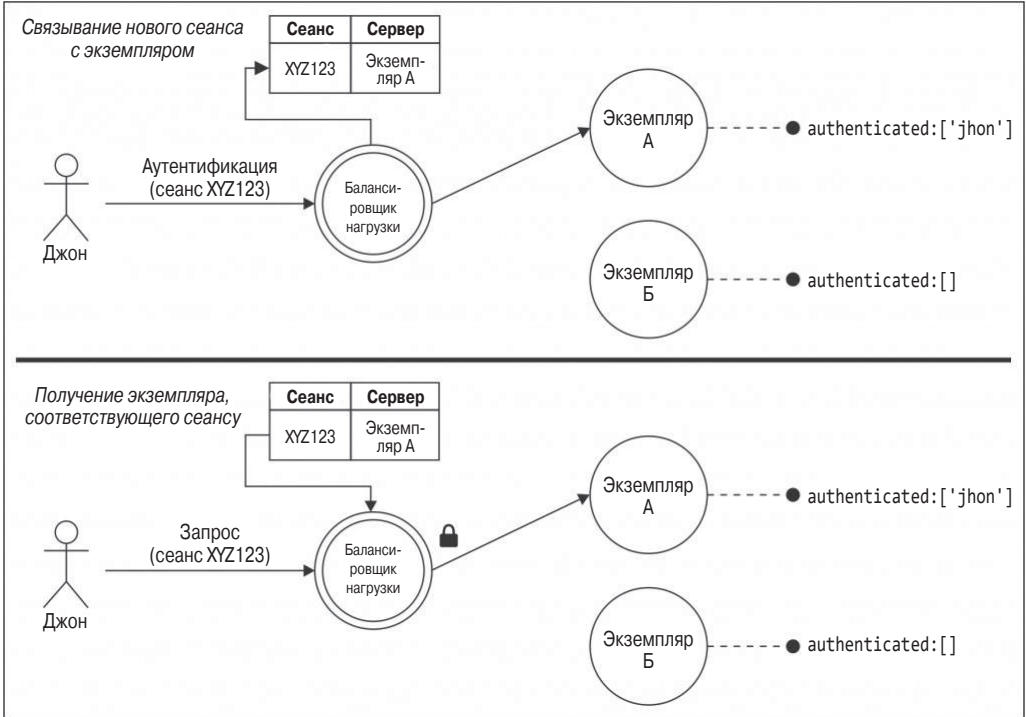 Связывание нового сеанса
с экземпляром
Сеанс Сервер
XYZ123 Экземп-
ляр А
Аутентификация
(сеанс XYZ123)
Джон
Баланси-
ровщик
нагрузки
Экземпляр
А
authenticated:['jhon']
Экземпляр
Б
authenticated:[]
Получение экземпляра,
соответствующего сеансу
Сеанс Сервер
XYZ123 Экземп-
ляр А
Запрос
(сеанс XYZ123)
Джон
Баланси-
ровщик
нагрузки
Экземпляр
А
authenticated:['jhon']
Экземпляр
Б
authenticated:[]